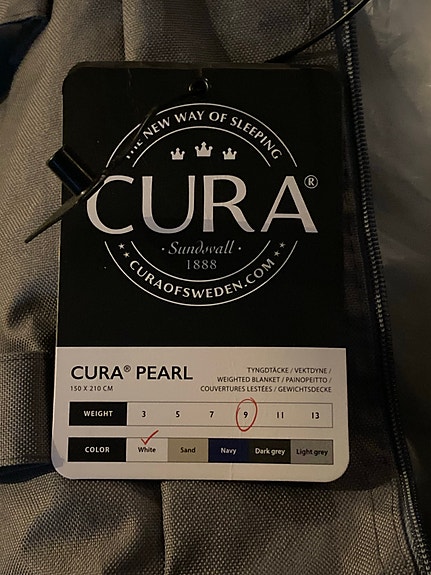 THE NEW WAY OF SLEEPING
CURA®
· Sundsvall ·
1888
CURAOFSWEDEN.COM
CURA® PEARL
150 X 210 CM
TYNGDTÄCKE / VEKTDYNE /
WEIGHTED BLANKET / PAINOPEITTO /
COUVERTURES LESTÉES / GEWICHTSDECKE
WEIGHT 3 5 7 9 11 13
COLOR White Sand Navy Dark grey Light grey